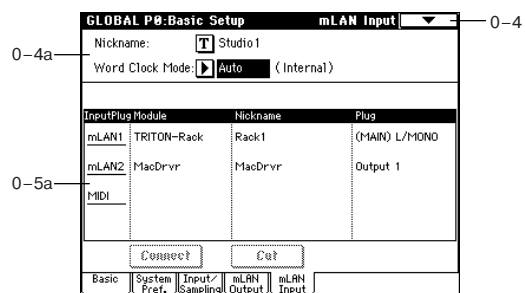 GLOBAL P0:Basic Setup mLAN Input
0-4
Nickname: T Studio1
0-4a
Word Clock Mode: Auto (Internal)
InputPlug Module Nickname Plug
mLAN1 TRITON-Rack Rack1 (MAIN) L/MONO
mLAN2 MacDrvr MacDrvr Output 1
0-5a
MIDI
Connect Cut
Basic System Pref. Input/Sampling mLAN Output mLAN Input